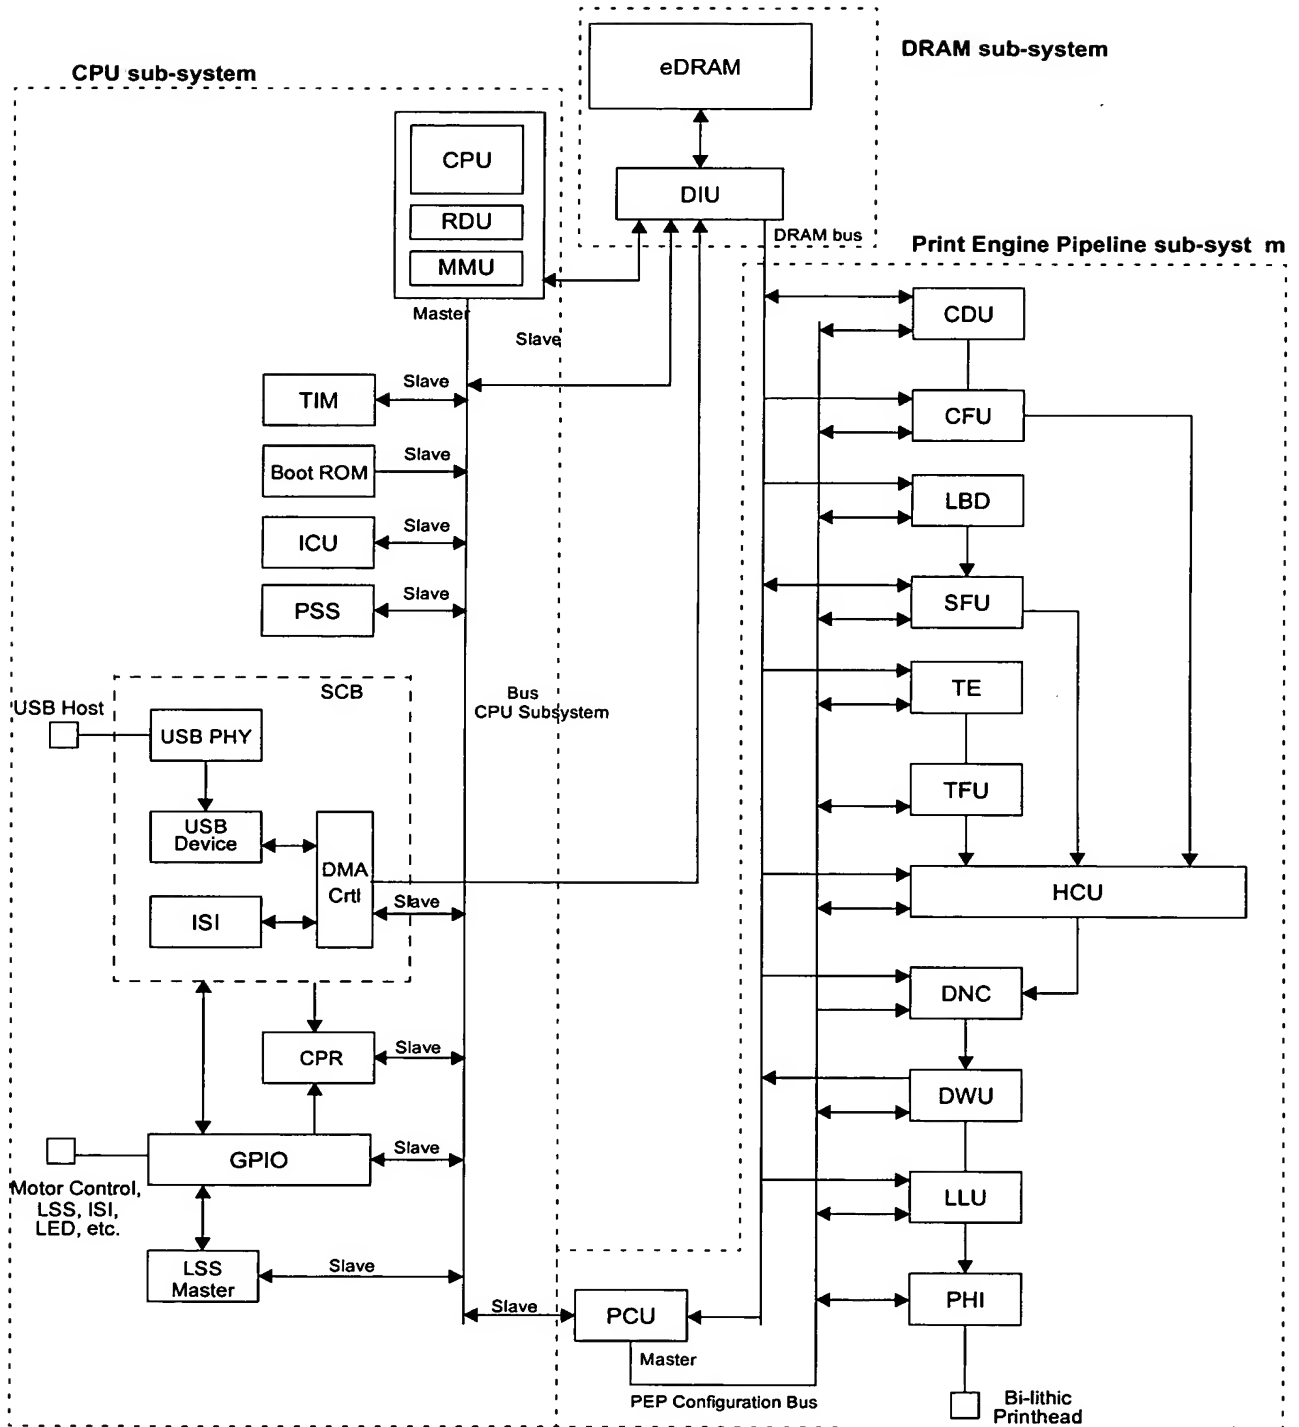 DRAM sub-system
CPU sub-system
eDRAM
CPU
DIU
RDU
DRAM bus
Print Engine Pipeline sub-syst m
MMU
Master
CDU
Slave
TIM
Slave
CFU
Boot ROM
Slave
LBD
ICU
Slave
PSS
Slave
SFU
SCB
TE
Bus
CPU Subsystem
USB Host
USB PHY
TFU
USB
Device
DMA
Crtl
HCU
Slave
ISI
DNC
CPR
Slave
DWU
GPIO
Slave
Motor Control,
LSS, ISI,
LED, etc.
LLU
LSS
Master
Slave
PHI
Slave
PCU
Master
PEP Configuration Bus
Bi-lithic
Printhead